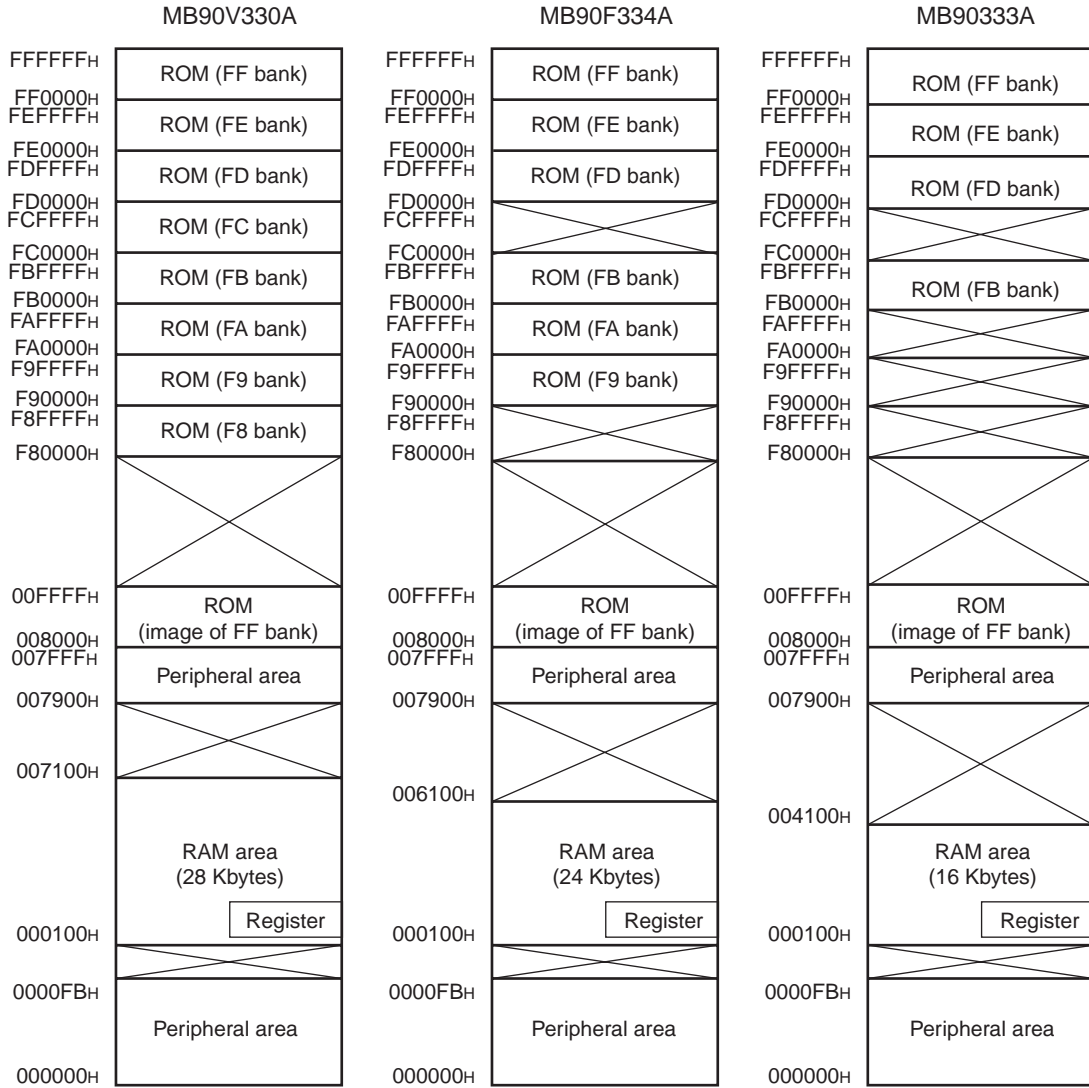 MB90V330A
FFFFFFH
ROM (FF bank)
FF0000H
FEFFFFH
ROM (FE bank)
FE0000H
FDFFFFH
ROM (FD bank)
FD0000H
FCFFFFH
ROM (FC bank)
FC0000H
FBFFFFH
ROM (FB bank)
FB0000H
FAFFFFH
ROM (FA bank)
FA0000H
F9FFFFH
ROM (F9 bank)
F90000H
F8FFFFH
ROM (F8 bank)
F80000H
00FFFFH
ROM
(image of FF bank)
008000H
007FFFH
Peripheral area
007900H
007100H
RAM area
(28 Kbytes)
Register
000100H
0000FBH
Peripheral area
000000H
MB90F334A
FFFFFFH
ROM (FF bank)
FF0000H
FEFFFFH
ROM (FE bank)
FE0000H
FDFFFFH
ROM (FD bank)
FD0000H
FCFFFFH
FC0000H
FBFFFFH
ROM (FB bank)
FB0000H
FAFFFFH
ROM (FA bank)
FA0000H
F9FFFFH
ROM (F9 bank)
F90000H
F8FFFFH
F80000H
00FFFFH
ROM
(image of FF bank)
008000H
007FFFH
Peripheral area
007900H
006100H
RAM area
(24 Kbytes)
Register
000100H
0000FBH
Peripheral area
000000H
MB90333A
FFFFFFH
ROM (FF bank)
FF0000H
FEFFFFH
ROM (FE bank)
FE0000H
FDFFFFH
ROM (FD bank)
FD0000H
FCFFFFH
FC0000H
FBFFFFH
ROM (FB bank)
FB0000H
FAFFFFH
FA0000H
F9FFFFH
F90000H
F8FFFFH
F80000H
00FFFFH
ROM
(image of FF bank)
008000H
007FFFH
Peripheral area
007900H
004100H
RAM area
(16 Kbytes)
Register
000100H
0000FBH
Peripheral area
000000H